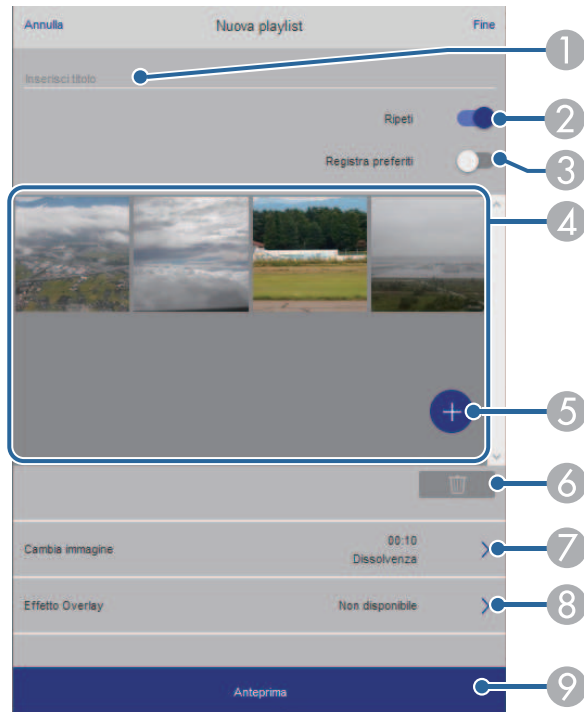 Annulla Nuova playlist Fine
Inserisci titolo
1
Ripeti
2
Registra preferiti
3
4
5
6
Cambia immagine
00:10
Dissolvenza
7
Effetto Overlay Non disponibile
8
Anteprima
9